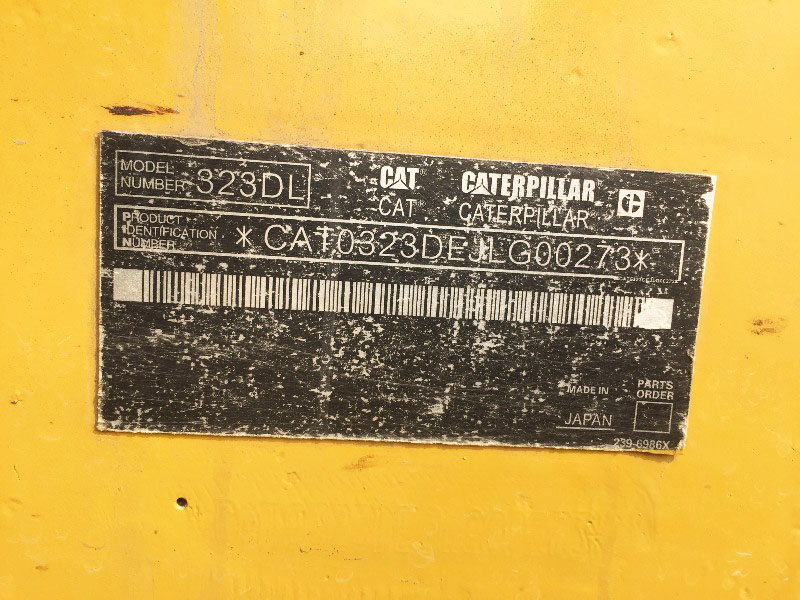 MODEL NUMBER 323DL
CAT CATERPILLAR
CAT CATERPILLAR
PRODUCT IDENTIFICATION NUMBER *CAT0323DEJLG00273*
MADE IN
JAPAN
PARTS
ORDER
239-6986X